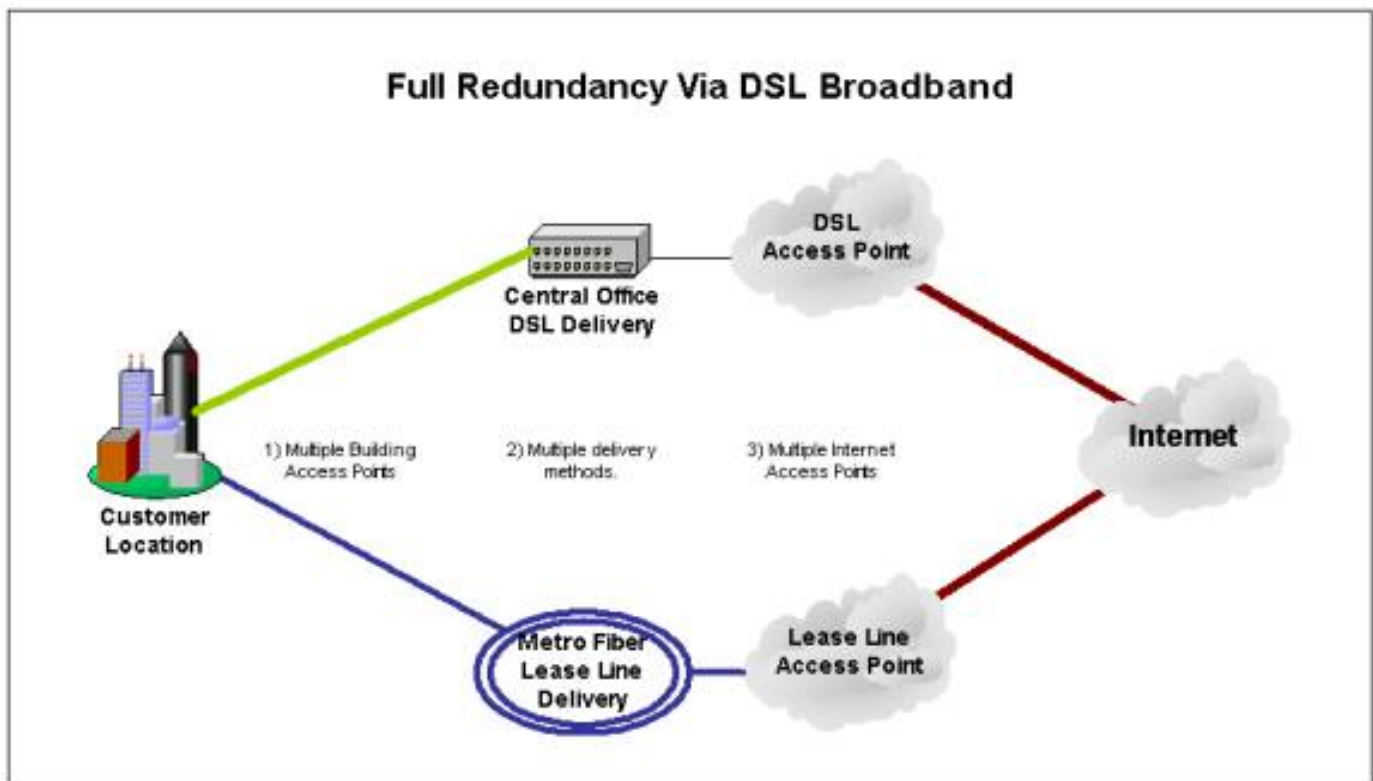 Full Redundancy Via DSL Broadband
DSL
Access Point
Central Office
DSL Delivery
Internet
1) Multiple Building
Access Points
2) Multiple delivery
methods.
3) Multiple Internet
Access Points
Customer
Location
Metro Fiber
Lease Line
Delivery
Lease Line
Access Point